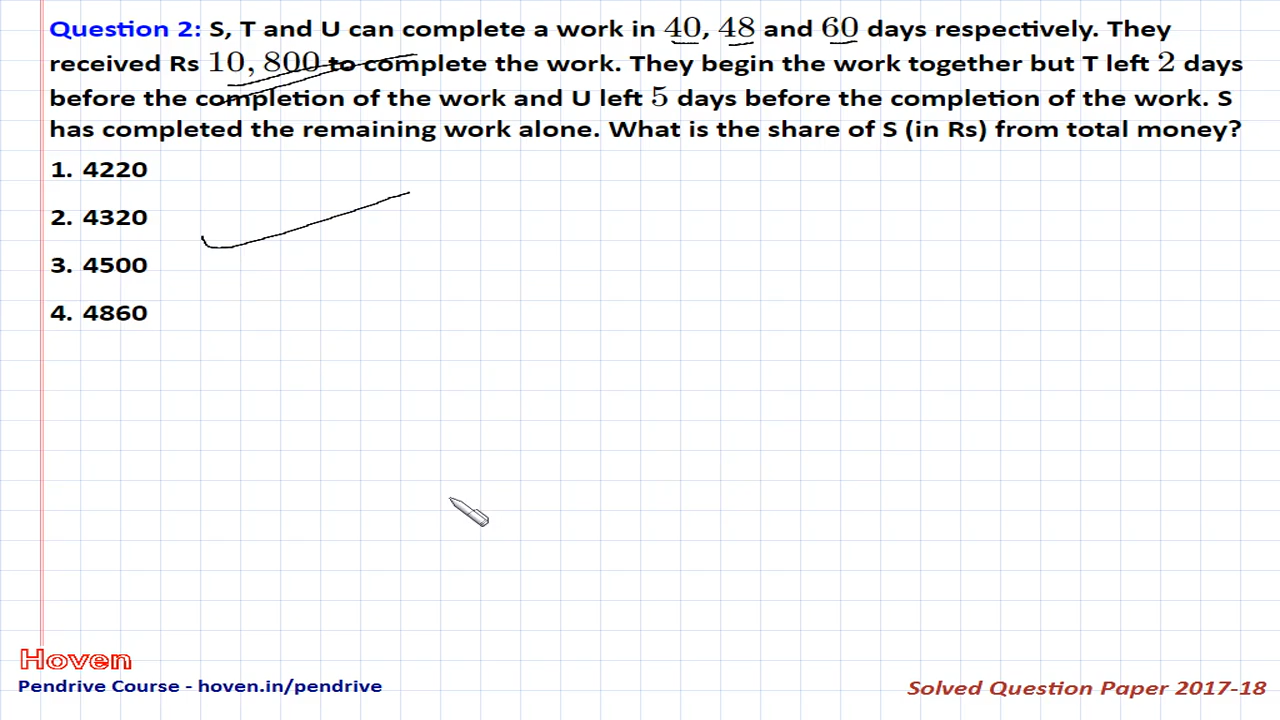 Question 2: S, T and U can complete a work in 40, 48 and 60 days respectively. They
received Rs 10,800 to complete the work. They begin the work together but T left 2 days
before the completion of the work and U left 5 days before the completion of the work. S
has completed the remaining work alone. What is the share of S (in Rs) from total money?
1. 4220
2. 4320
3. 4500
4. 4860
Hoven
Pendrive Course - hoven.in/pendrive
Solved Question Paper 2017-18